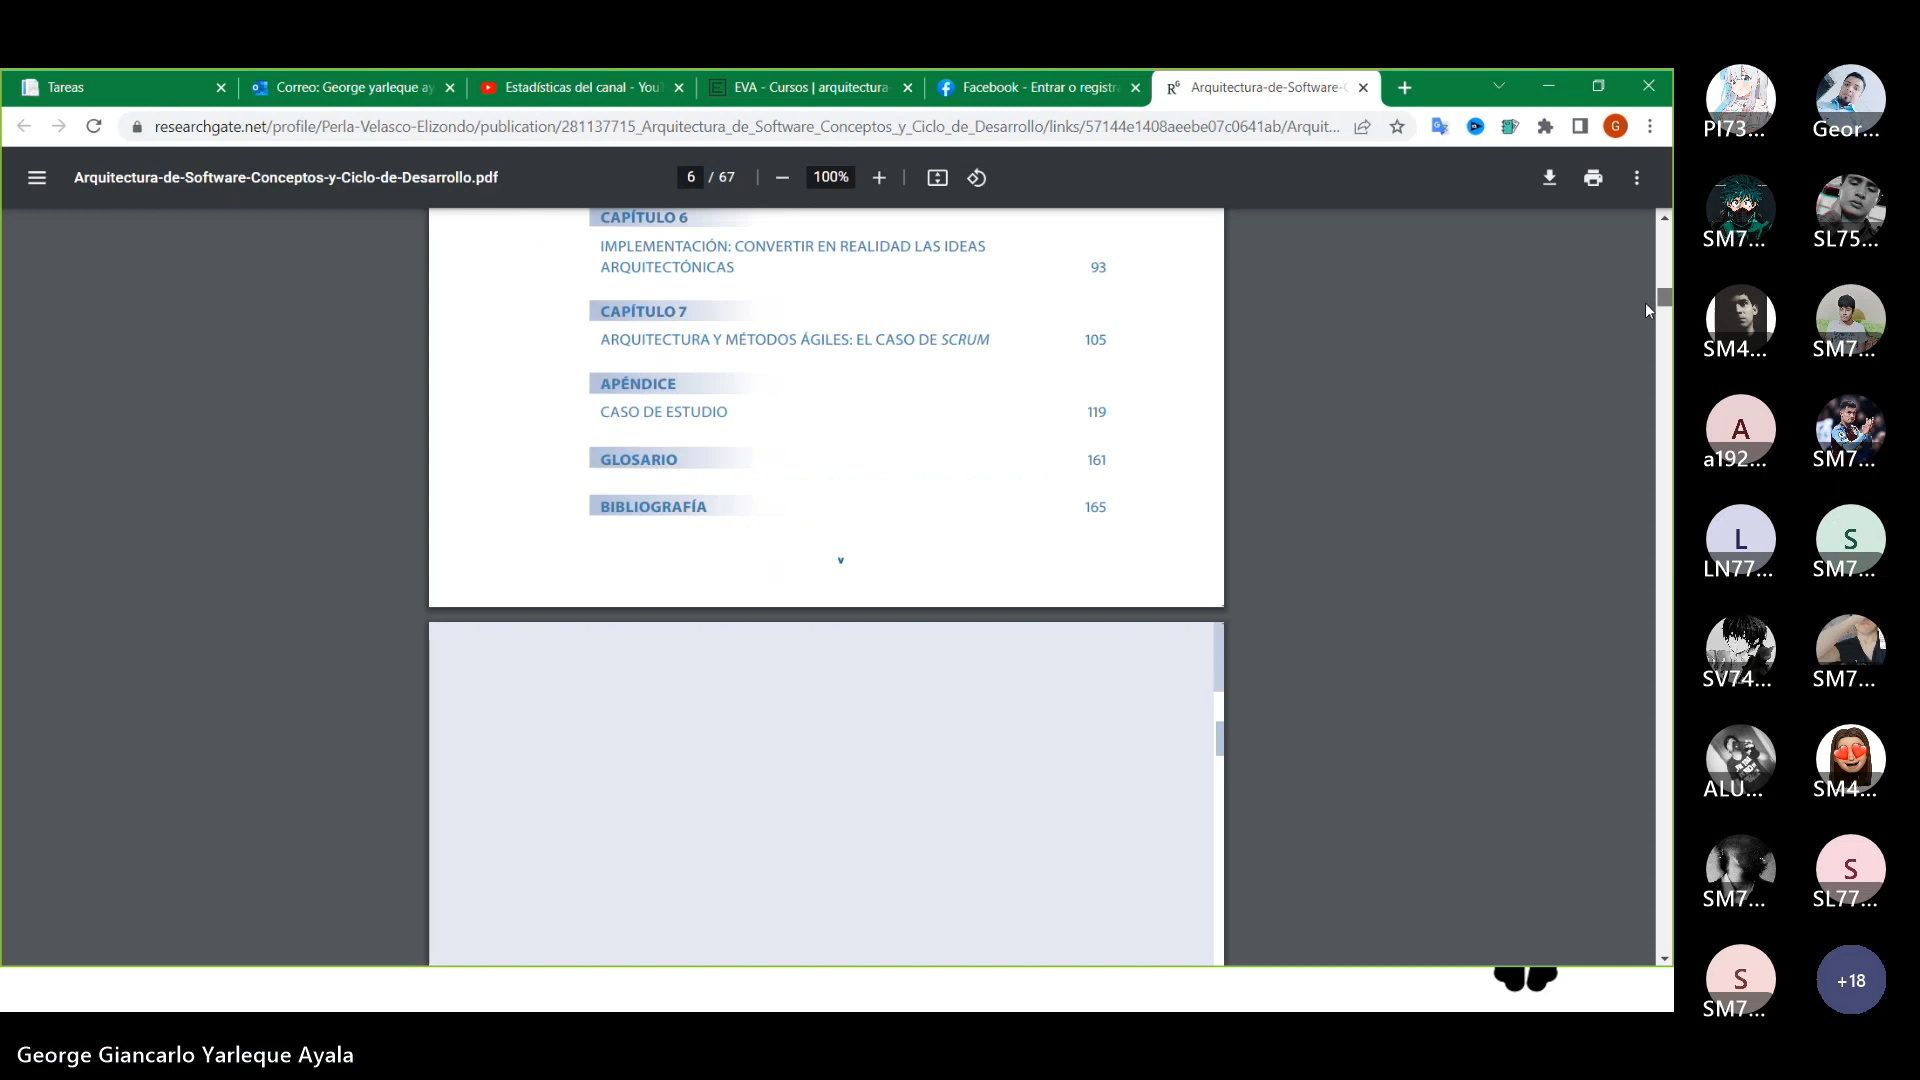 Tareas
Correo: George yarleque ay
Estadísticas del canal - You
EVA - Cursos | arquitectura-
Facebook - Entrar o registra
Arquitectura-de-Software-C
researchgate.net/profile/Perla-Velasco-Elizondo/publication/281137715_Arquitectura_de_Software_Conceptos_y_Ciclo_de_Desarrollo/links/57144e1408aeebe07c0641ab/Arquit...
G
Arquitectura-de-Software-Conceptos-y-Ciclo-de-Desarrollo.pdf
6 / 67
100%
CAPÍTULO 6
IMPLEMENTACIÓN: CONVERTIR EN REALIDAD LAS IDEAS
ARQUITECTÓNICAS 93
CAPÍTULO 7
ARQUITECTURA Y MÉTODOS ÁGILES: EL CASO DE SCRUM 105
APÉNDICE
CASO DE ESTUDIO 119
GLOSARIO 161
BIBLIOGRAFÍA 165
v
PI73...
Geor...
SM7...
SL75...
SM4...
SM7...
A
a192...
SM7...
L
LN77...
S
SM7...
SV74...
SM7...
ALU...
SM4...
SM7...
S
SL77...
S
SM7...
+18
George Giancarlo Yarleque Ayala